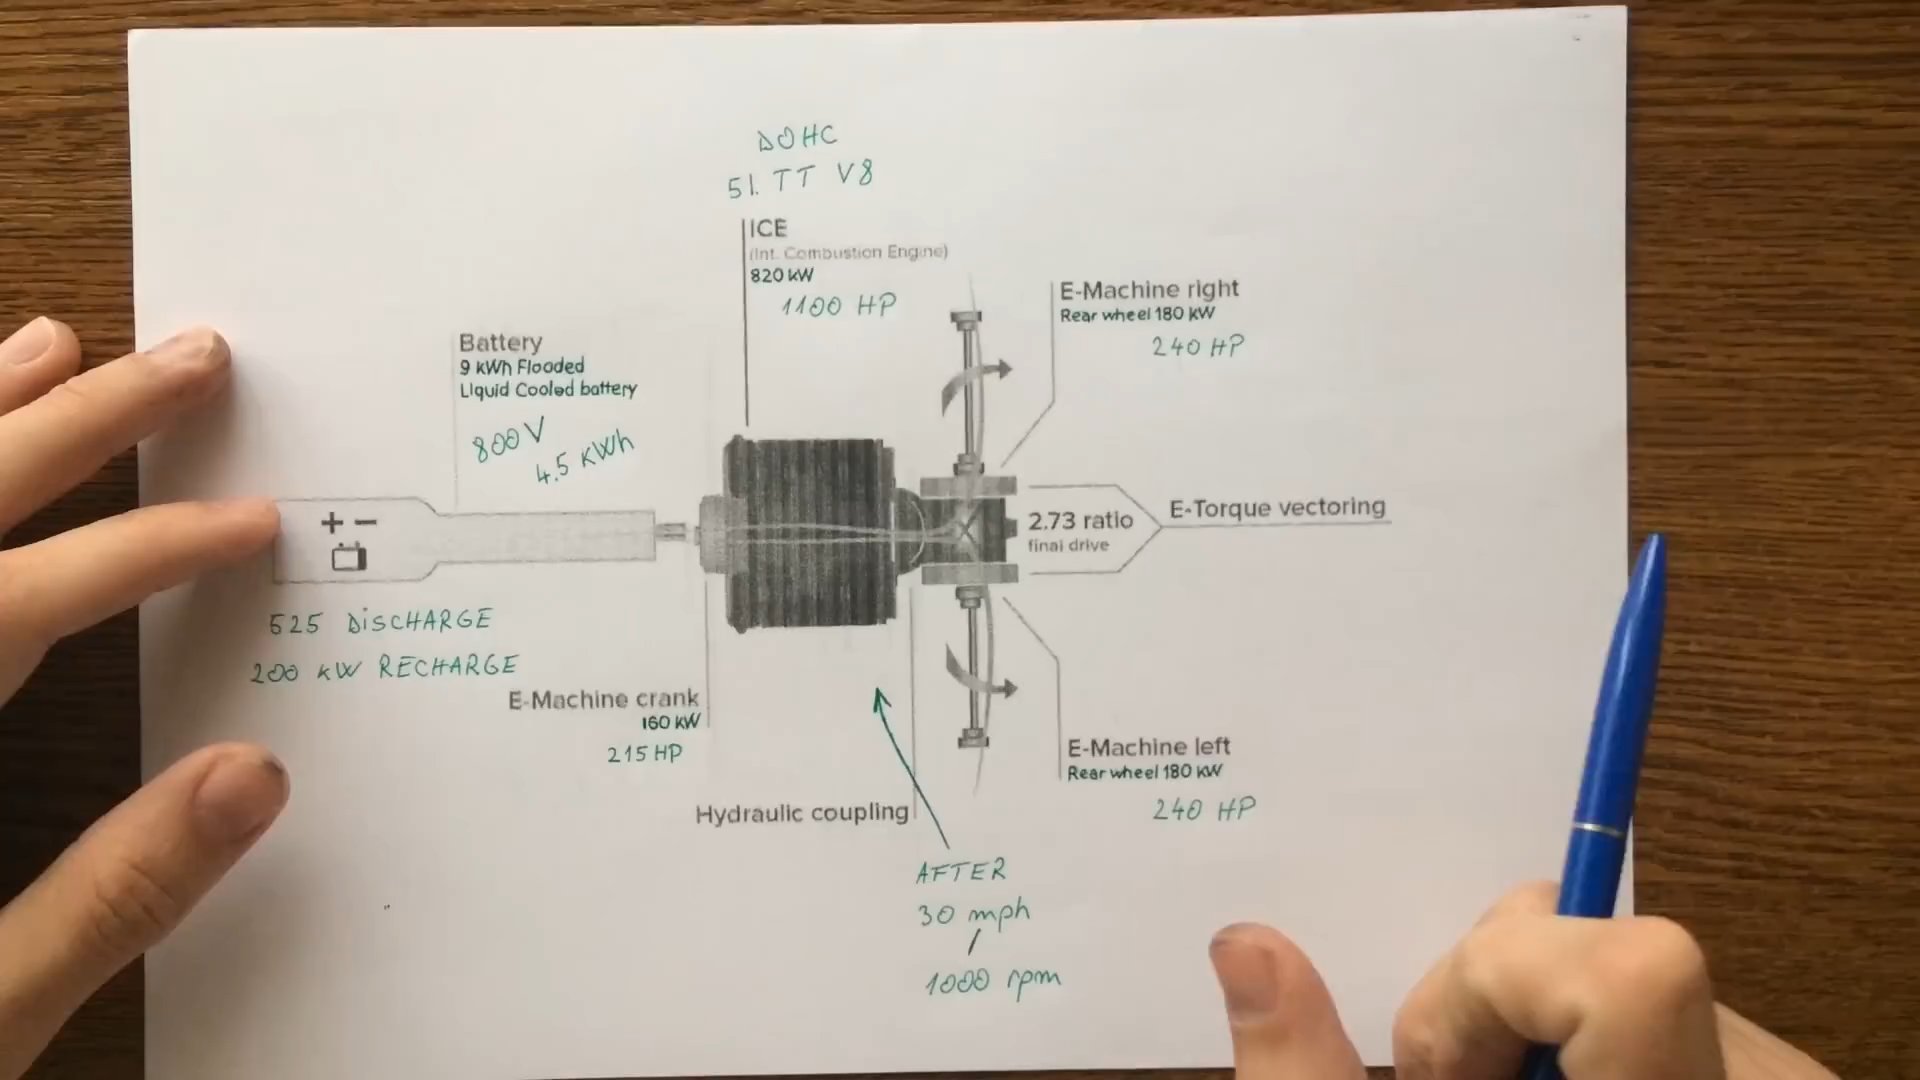 DOHC
5l. TT V8
ICE
(Int. Combustion Engine)
820 kW
1100 HP
E-Machine right
Rear wheel 180 kW
240 HP
Battery
9 kWh Flooded
Liquid Cooled battery
800V
4.5 KWh
+ −
2.73 ratio
final drive
E-Torque vectoring
525 DiSCHARGE
200 kW RECHARGE
E-Machine crank
160 kW
215 HP
Hydraulic coupling
E-Machine left
Rear wheel 180 kW
240 HP
AFTER
30 mph
/
1000 rpm